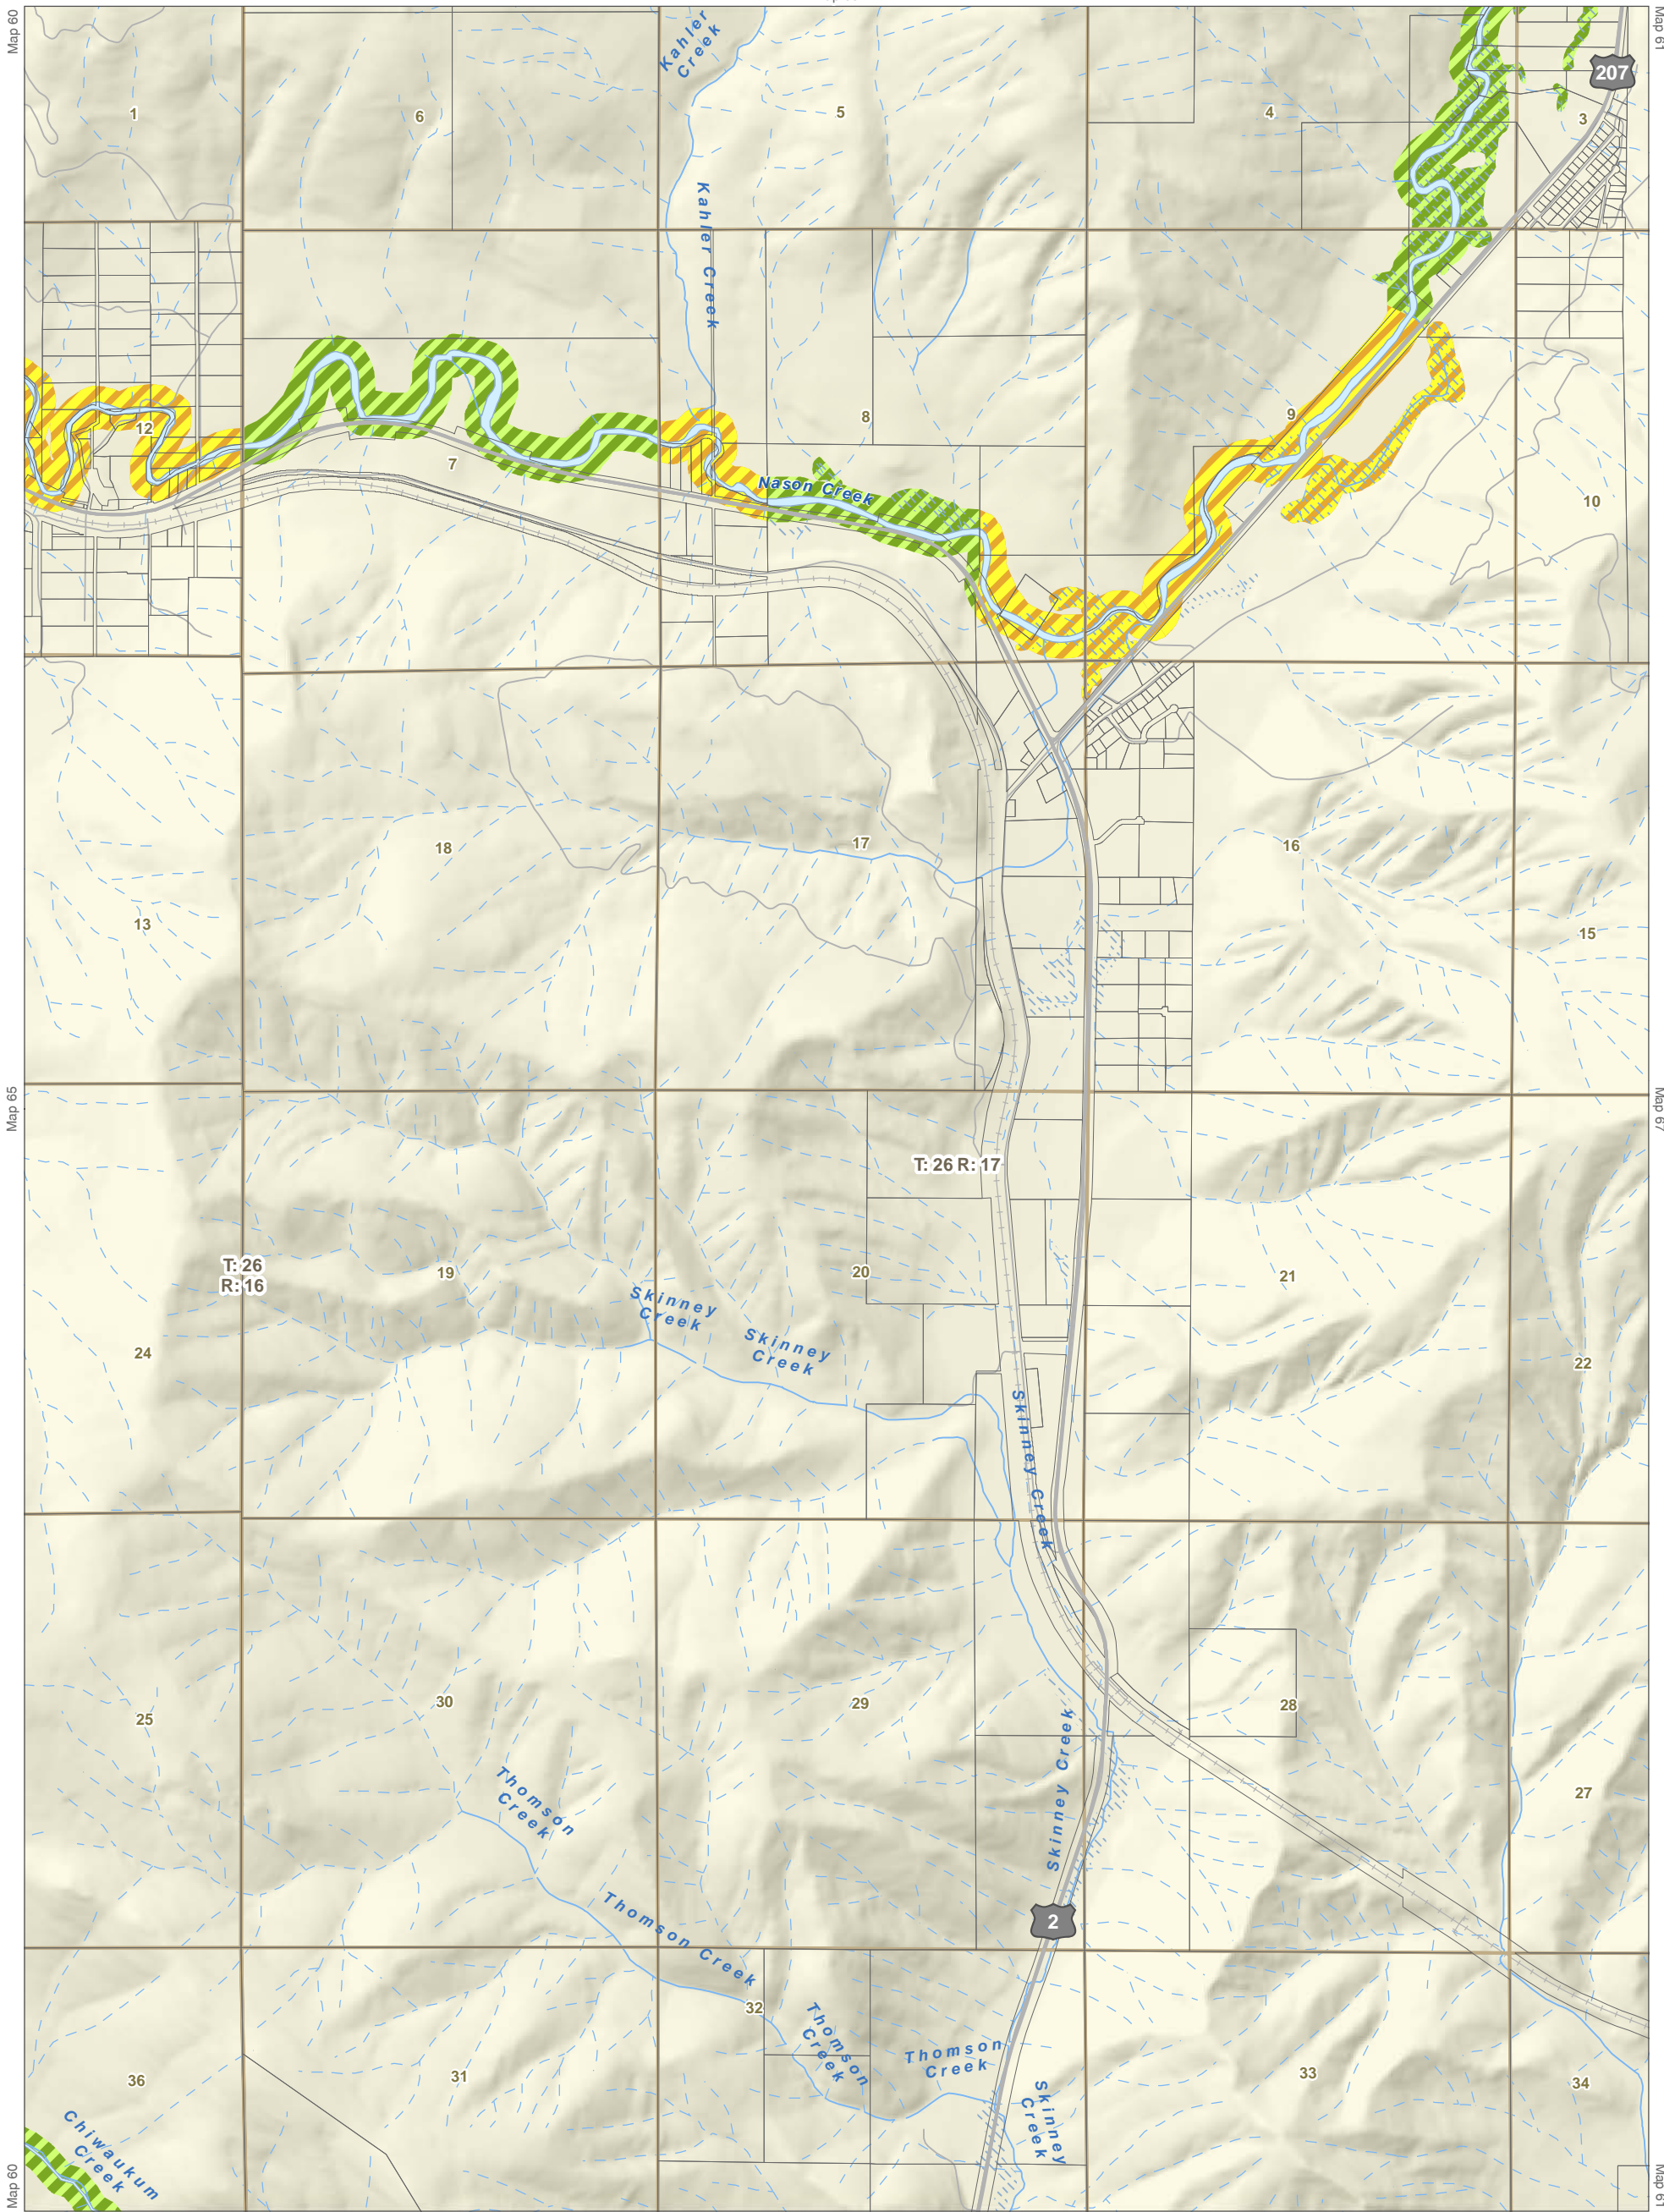 Map 60
Map 61
Kahler
Creek
207
1
6
5
4
3
Kahler Creek
12
7
8
9
10
Nason Creek
18
17
16
13
15
Map 65
Map 67
T: 26 R: 17
T: 26
R: 16
19
20
21
Skinney
Creek
Skinney
Creek
24
22
Skinney Creek
30
29
28
25
Skinney Creek
27
Thomson
Creek
Thomson Creek
2
32
Thomson
Creek
Thomson
Creek
36
31
33
34
Skinney
Creek
Chiwaukum
Creek
Map 60